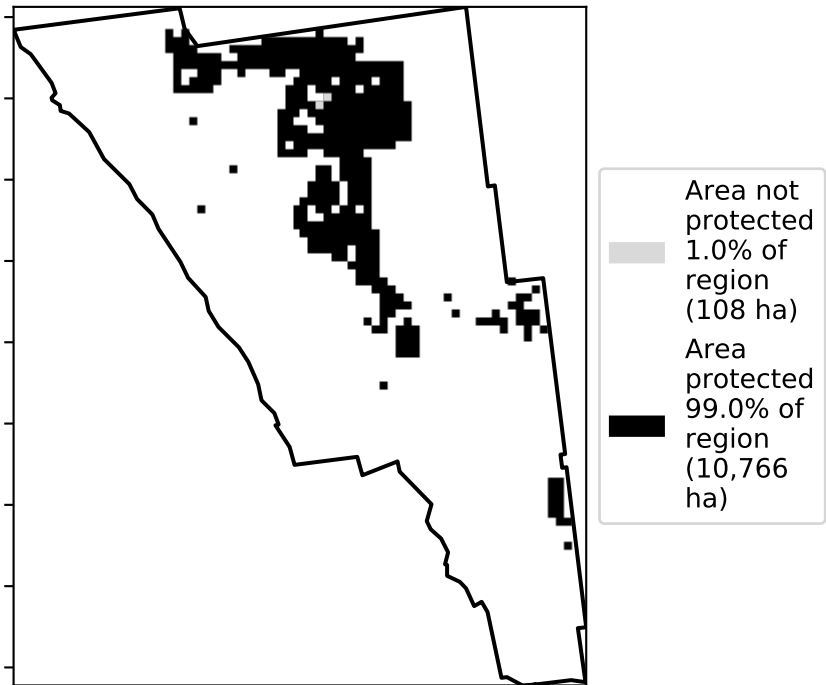 Area not
protected
1.0% of
region
(108 ha)
Area
protected
99.0% of
region
(10,766
ha)